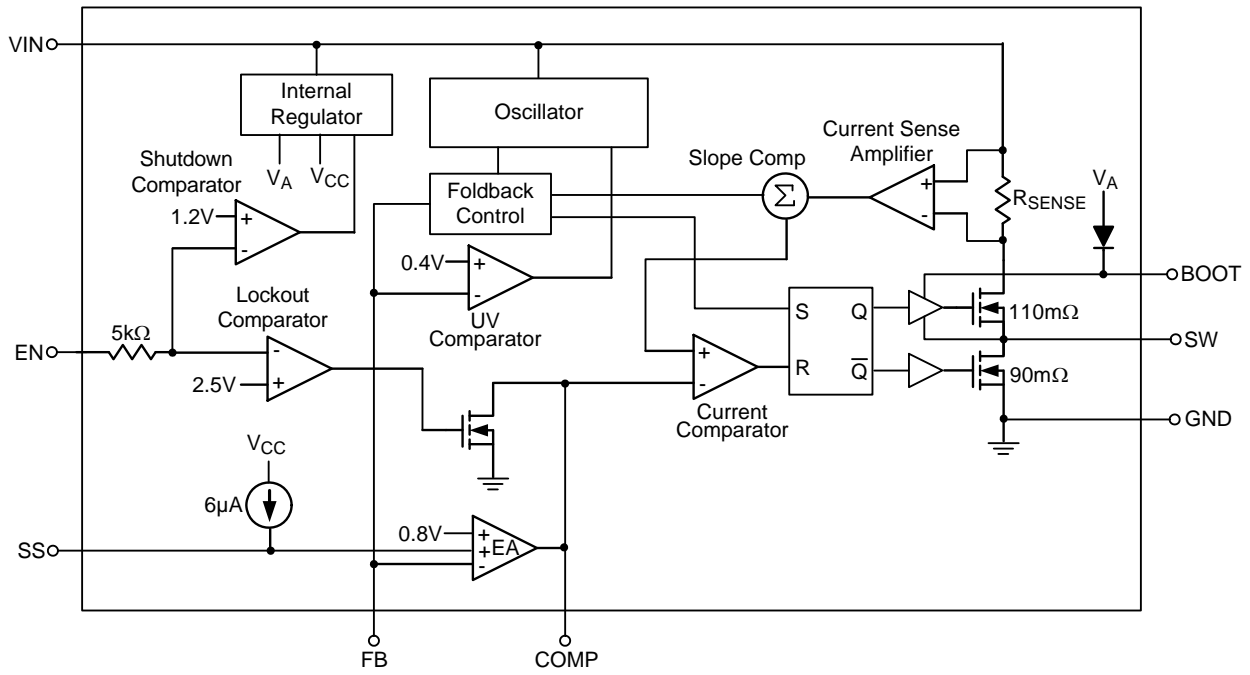 VIN
Internal
Regulator
Oscillator
Current Sense
Amplifier
Shutdown
Comparator
VA
VCC
Slope Comp
Foldback
Control
Σ
+
-
RSENSE
VA
1.2V
+
-
0.4V
+
-
UV
Comparator
BOOT
Lockout
Comparator
S
Q
110mΩ
5kΩ
EN
-
+
2.5V
+
-
R
Q̅
SW
90mΩ
Current
Comparator
GND
VCC
6µA
0.8V
+
+
-
EA
SS
FB
COMP